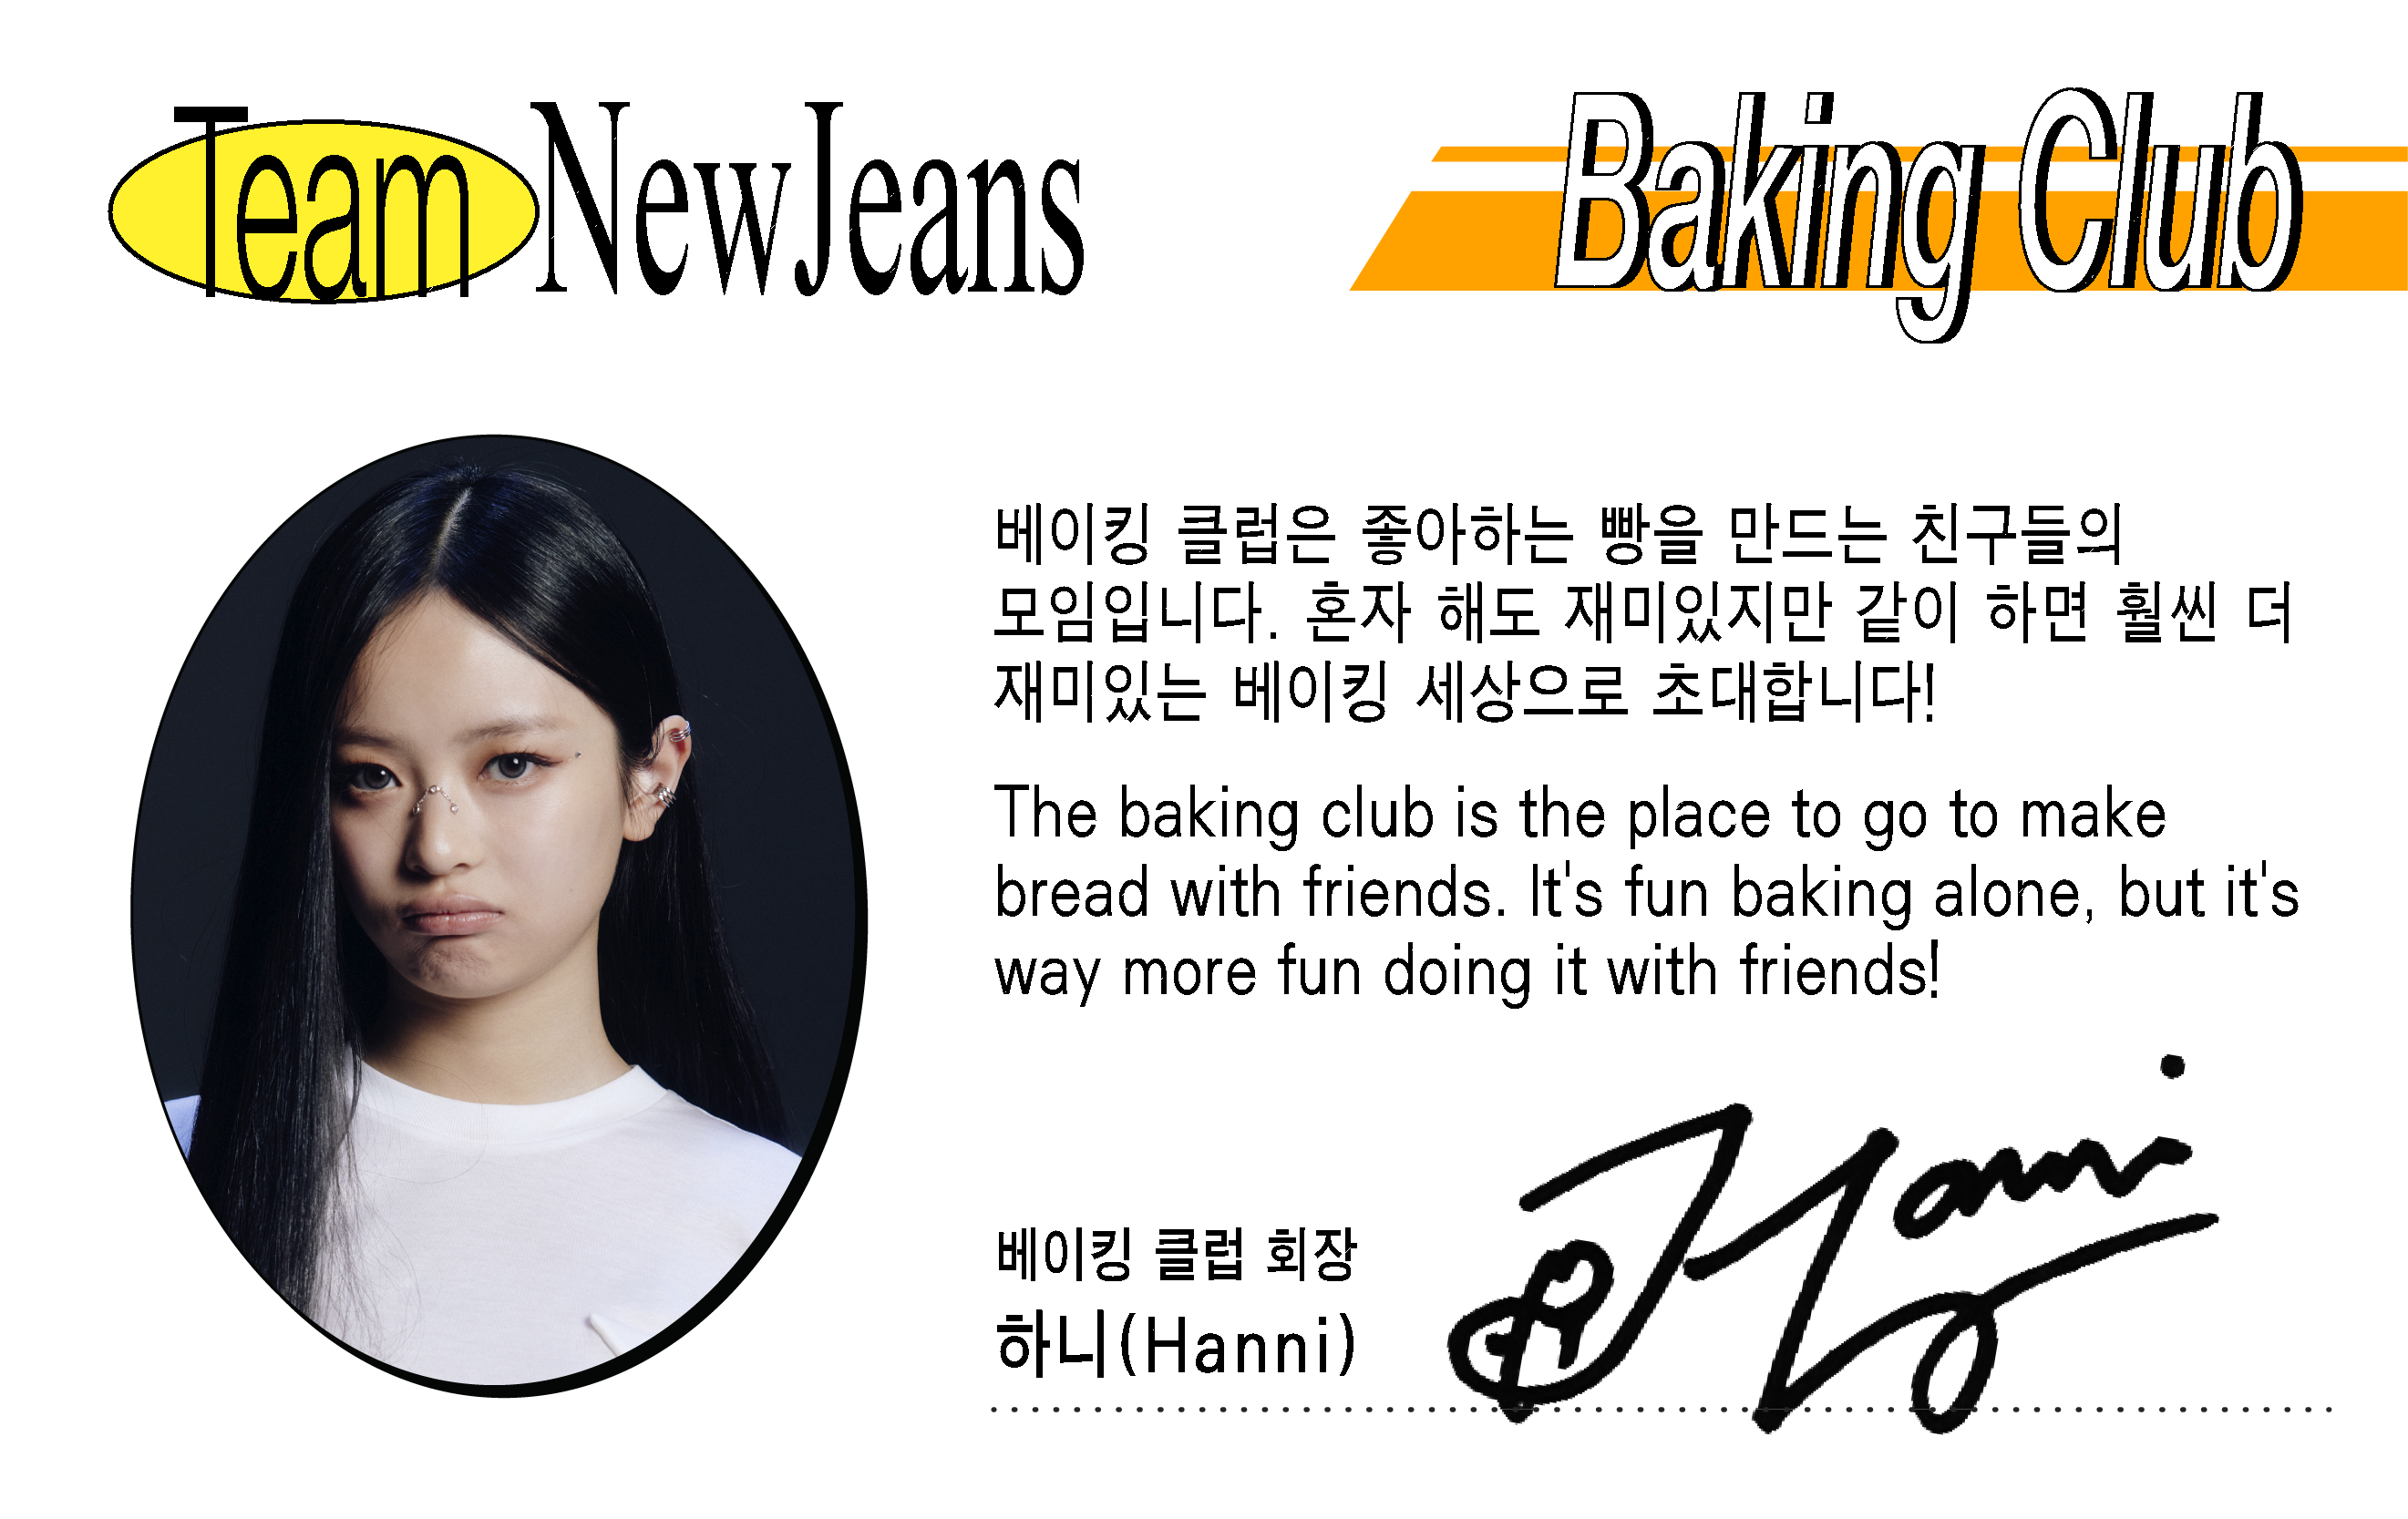 Team NewJeans
Baking Club
베이킹 클럽은 좋아하는 빵을 만드는 친구들의
모임입니다. 혼자 해도 재미있지만 같이 하면 훨씬 더
재미있는 베이킹 세상으로 초대합니다!
The baking club is the place to go to make
bread with friends. It's fun baking alone, but it's
way more fun doing it with friends!
베이킹 클럽 회장
하니(Hanni)
Hanni